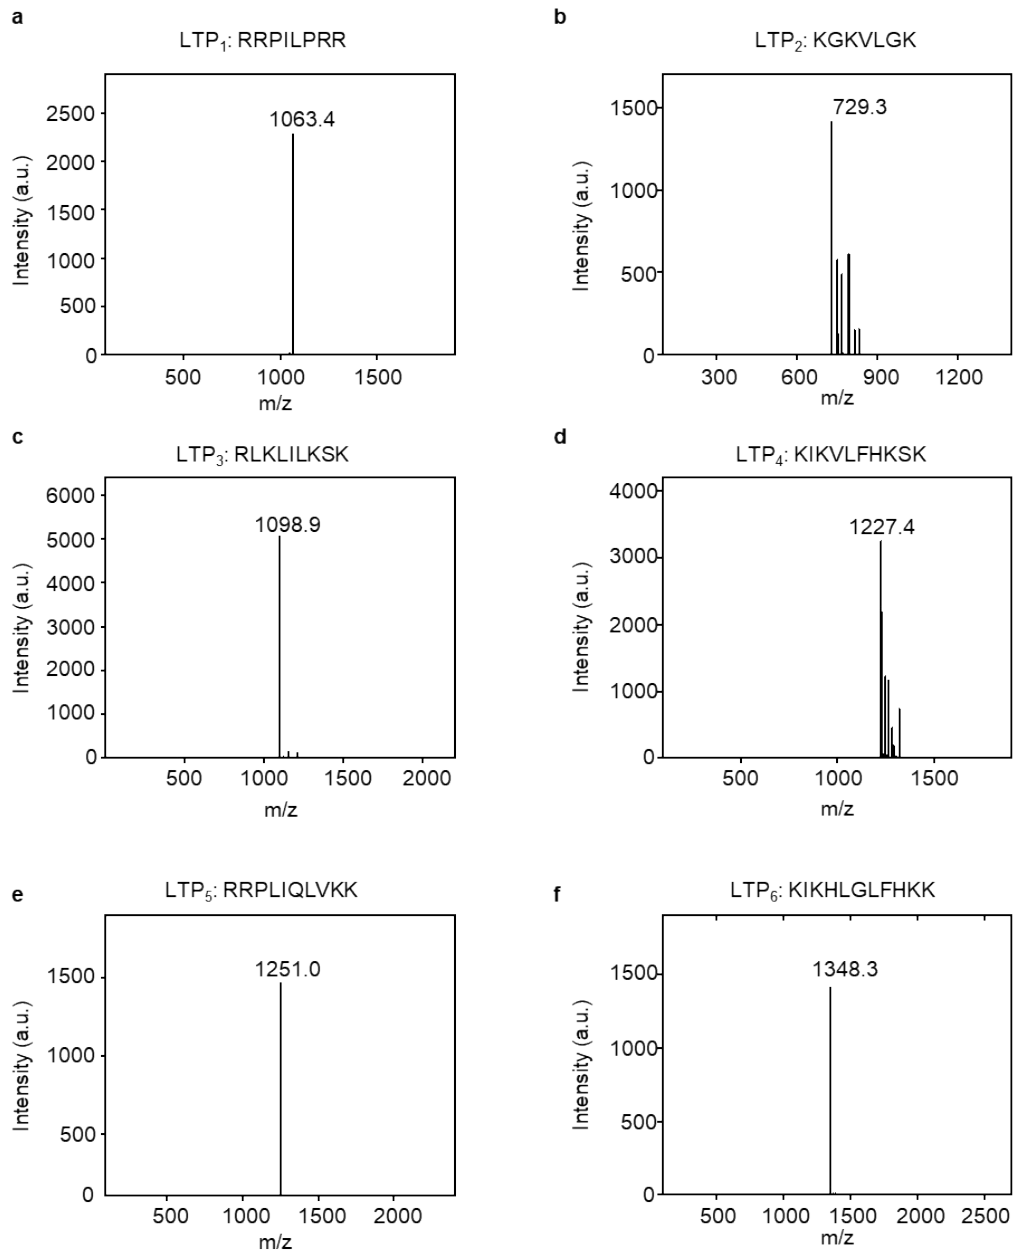 a
LTP1: RRPILPRR
1063.4
2500
2000
1500
1000
500
0
500 1000 1500
Intensity (a.u.)
m/z
b
LTP2: KGKVLGK
729.3
1500
1000
500
0
300 600 900 1200
Intensity (a.u.)
m/z
c
LTP3: RLKLILKSK
1098.9
6000
5000
4000
3000
2000
1000
0
500 1000 1500 2000
Intensity (a.u.)
m/z
d
LTP4: KIKVLFHKSK
1227.4
4000
3000
2000
1000
0
500 1000 1500
Intensity (a.u.)
m/z
e
LTP5: RRPLIQLVKK
1251.0
1500
1000
500
0
500 1000 1500 2000
Intensity (a.u.)
m/z
f
LTP6: KIKHLGLFHKK
1348.3
1500
1000
500
0
500 1000 1500 2000 2500
Intensity (a.u.)
m/z